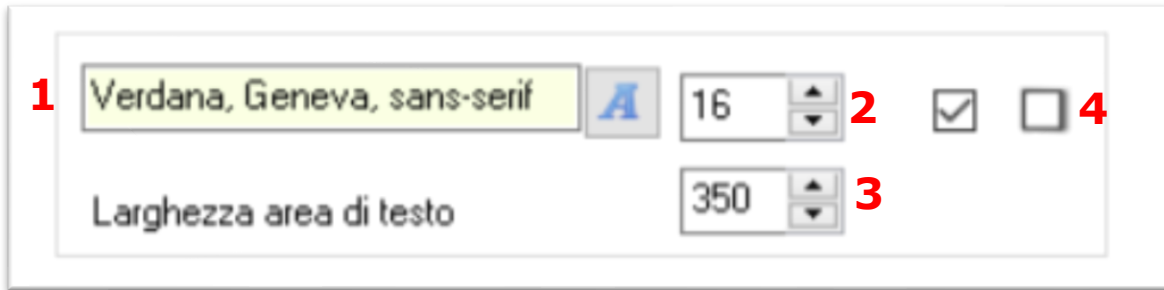 1 Verdana, Geneva, sans-serif A 16 2 4
Larghezza area di testo 350 3